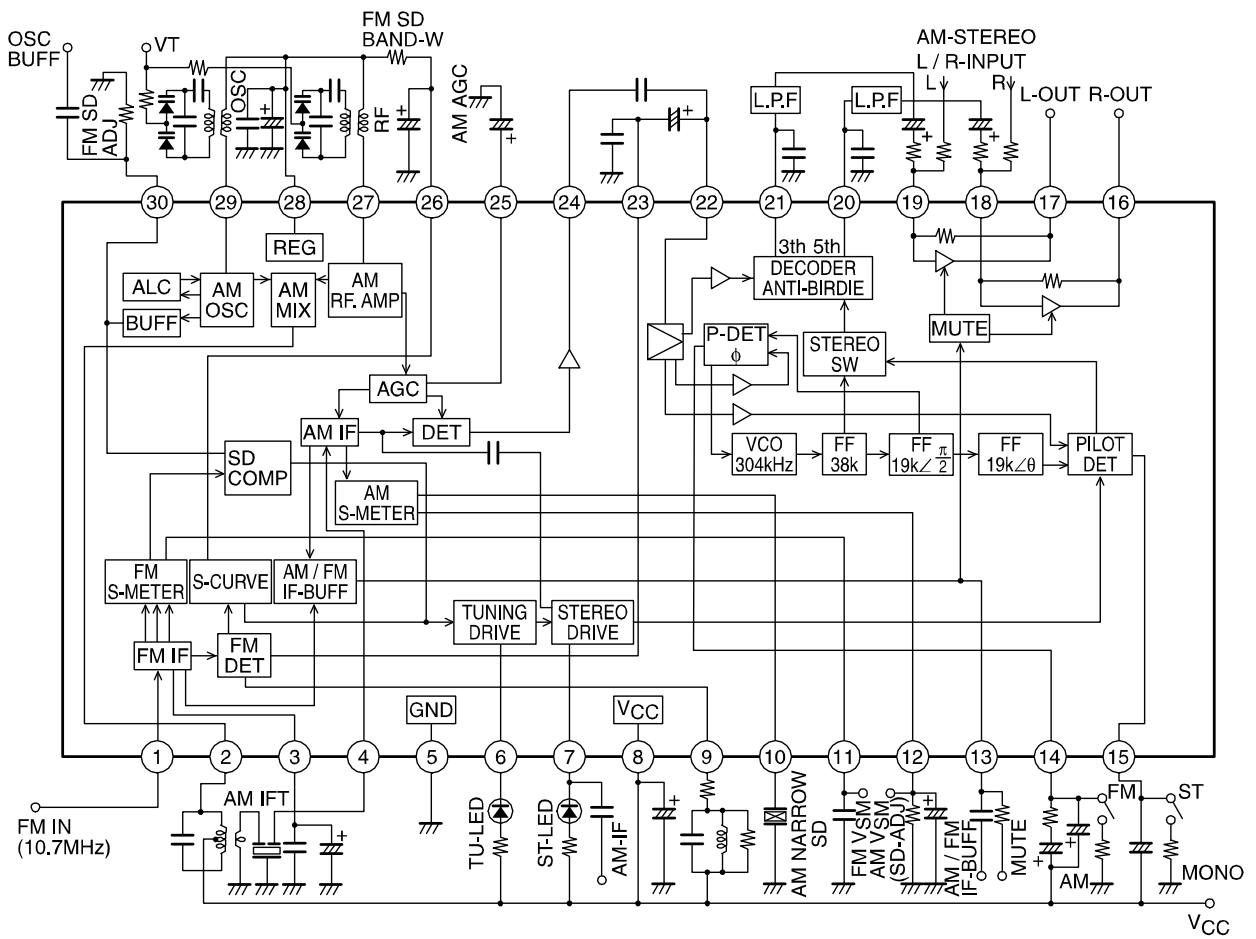 OSC
BUFF
VT
FM SD
BAND-W
AM-STEREO
L / R-INPUT
L
R
L-OUT R-OUT
FM SD
ADJ
OSC
RF
AM AGC
L.P.F
L.P.F
+
+
+
+
+
+
30 29 28 27 26 25 24 23 22 21 20 19 18 17 16
REG
3th 5th
DECODER
ANTI-BIRDIE
ALC
AM
OSC
AM
MIX
AM
RF. AMP
BUFF
MUTE
P-DET
ϕ
STEREO
SW
AGC
AM IF
DET
VCO
304kHz
FF
38k
FF
19k∠π/2
FF
19k∠θ
PILOT
DET
SD
COMP
AM
S-METER
FM
S-METER
S-CURVE
AM / FM
IF-BUFF
TUNING
DRIVE
STEREO
DRIVE
FM IF
FM
DET
GND
VCC
1 2 3 4 5 6 7 8 9 10 11 12 13 14 15
FM IN
(10.7MHz)
AM IFT
+
TU-LED
ST-LED
AM-IF
+
AM NARROW
SD
FM VSM
AM VSM
(SD-ADJ)
+
AM / FM
IF-BUFF
MUTE
FM
+
+
AM
ST
MONO
VCC